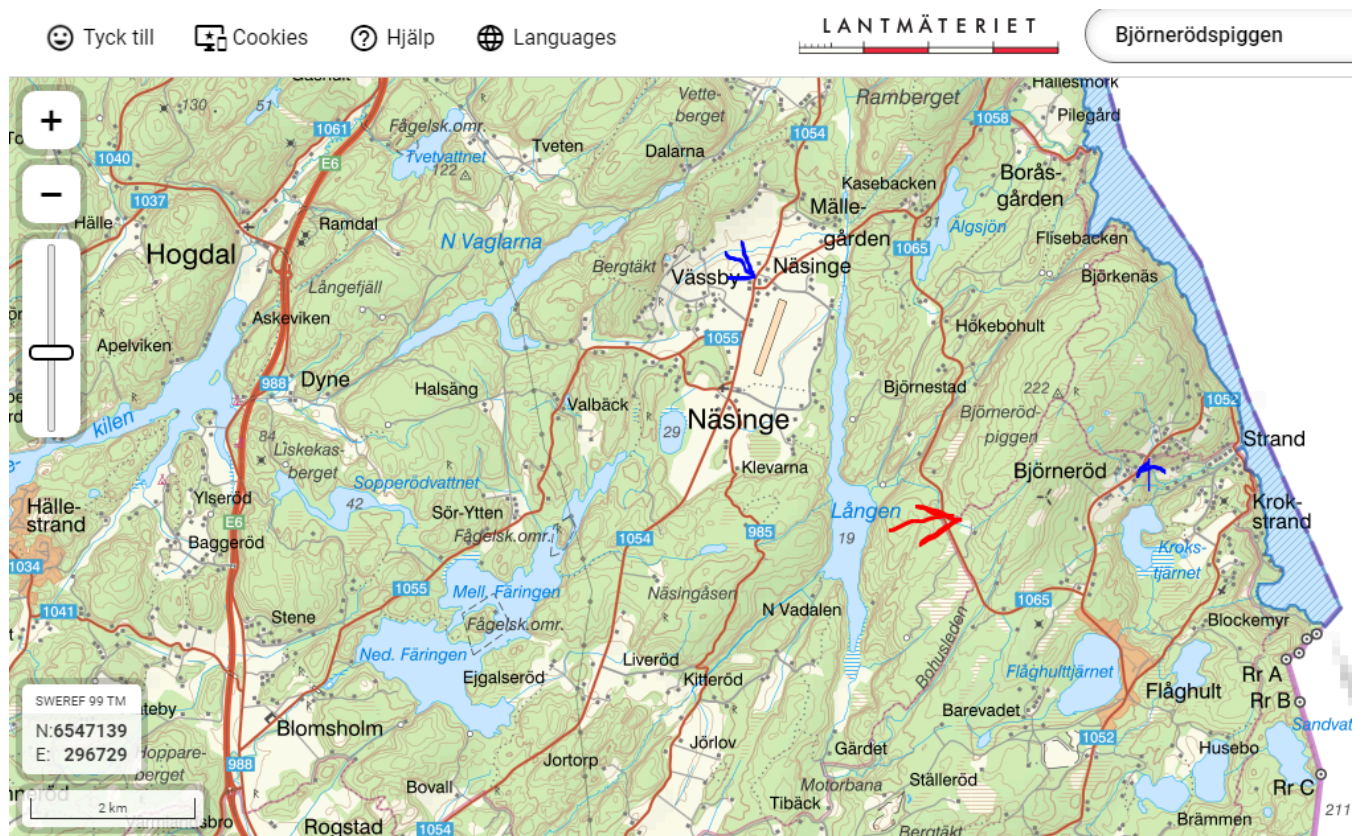 Tyck till
Cookies
Hjälp
Languages
LANTMÄTERIET
Björnerödspiggen
+
−
130
51
1061
Fågelsk.omr.
Vette-
berget
Ramberget
Hällesmörk
1058
Pilegård
1040
E6
Tvetvattnet
122
Tveten
Dalarna
1054
1037
Kasebacken
Borås-
gården
Hälle
Ramdal
Mälle-
gården
31
Älgsjön
Hogdal
N Vaglarna
1065
Flisebacken
Bergtäkt
Vässby
Näsinge
Björkenäs
Långefjäll
Askeviken
Hökebohult
Apelviken
1055
988
Dyne
Halsäng
Björnestad
222
1052
kilen
Valbäck
Näsinge
Björneröd-
piggen
84
Liskekas-
berget
29
Strand
Klevarna
Björneröd
Ylseröd
42
Sopperödvattnet
Hälle-
strand
Sör-Ytten
Lången
Krok-
strand
E6
Fågelsk.omr.
985
19
Baggeröd
1054
Kroks-
tjärnet
1034
1055
Mell. Färingen
Näsingåsen
N Vadalen
1065
1041
Stene
Fågelsk.omr.
Bohusleden
Blockemyr
Ned. Färingen
Liveröd
Flåghulttjärnet
Ejgalseröd
Kitteröd
Rr A
Flåghult
SWEREF 99 TM
Rr B
N:6547139
Barevadet
E: 296729
Blomsholm
Sandvat
Hoppare-
berget
Jörlov
1052
988
Jortorp
Gärdet
Husebo
Motorbana
Ställeröd
Bovall
Rr C
2 km
Tibäck
211
Rogstad
1054
Bergtäkt
Brämmen